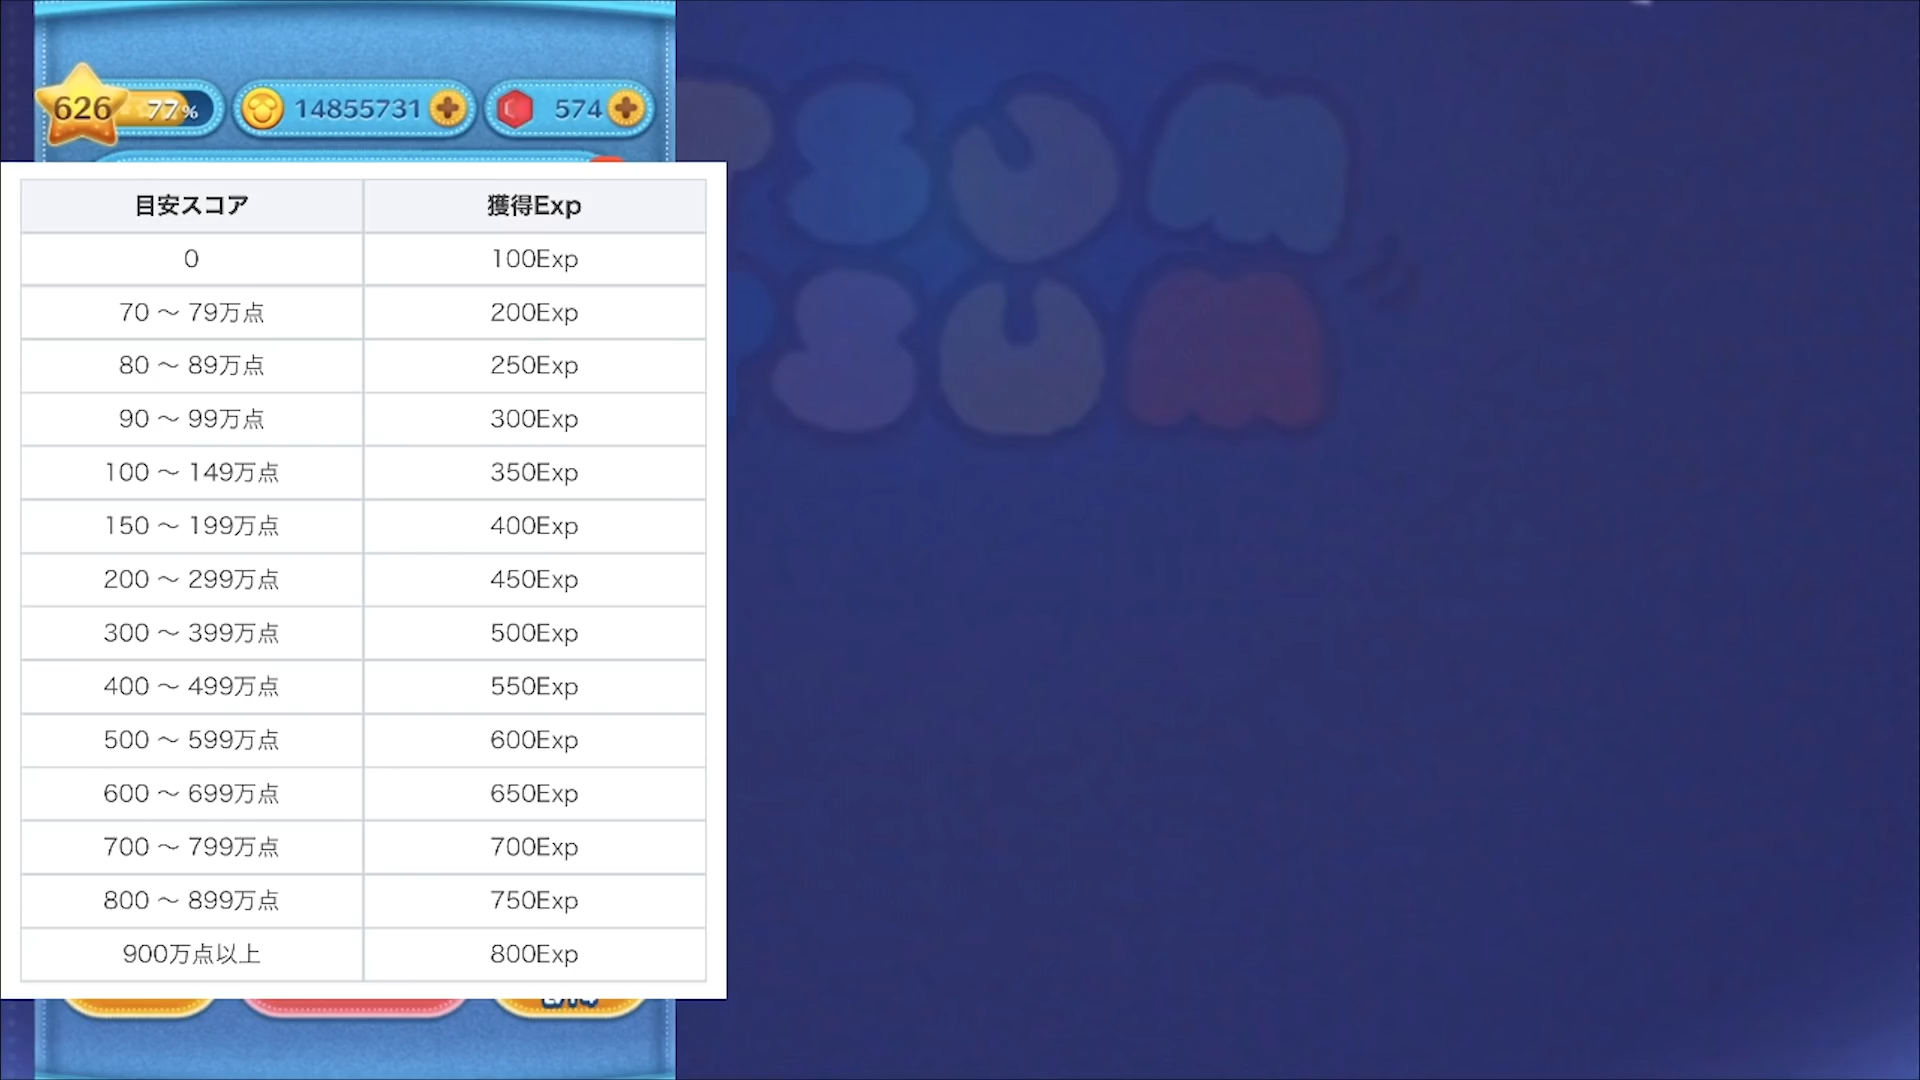 626 77% 14855731 574
目安スコア 獲得Exp
0 100Exp
70 〜 79万点 200Exp
80 〜 89万点 250Exp
90 〜 99万点 300Exp
100 〜 149万点 350Exp
150 〜 199万点 400Exp
200 〜 299万点 450Exp
300 〜 399万点 500Exp
400 〜 499万点 550Exp
500 〜 599万点 600Exp
600 〜 699万点 650Exp
700 〜 799万点 700Exp
800 〜 899万点 750Exp
900万点以上 800Exp